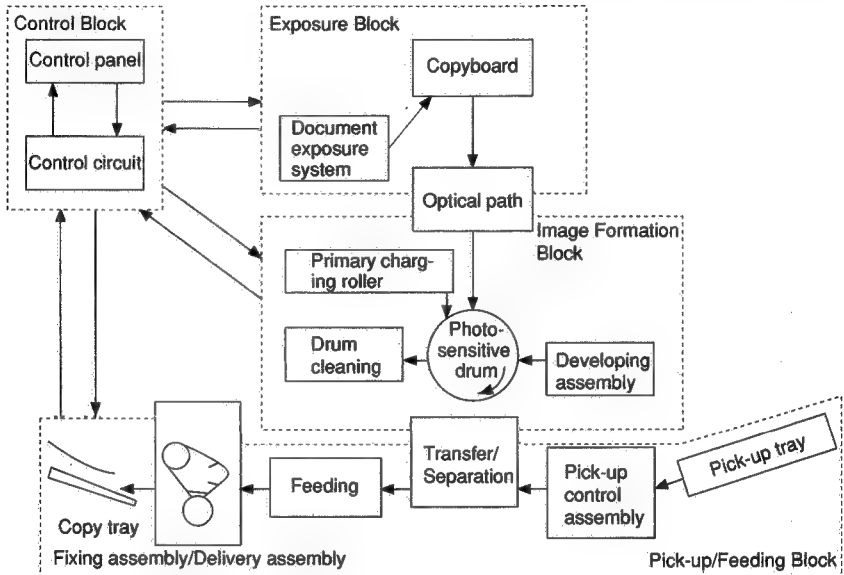 Control Block
Control panel
Control circuit
Exposure Block
Copyboard
Document
exposure
system
Optical path
Image Formation
Block
Primary charg-
ing roller
Photo-
sensitive
drum
Drum
cleaning
Developing
assembly
Transfer/
Separation
Pick-up
control
assembly
Pick-up tray
Feeding
Copy tray
Fixing assembly/Delivery assembly
Pick-up/Feeding Block